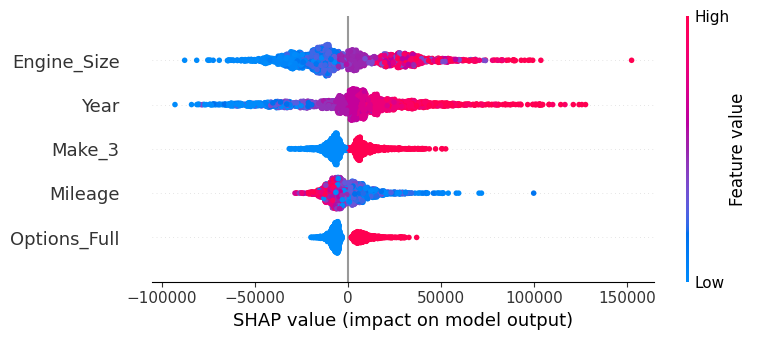 High
Engine_Size
Year
Make_3
Mileage
Options_Full
Feature value
Low
−100000 −50000 0 50000 100000 150000
SHAP value (impact on model output)